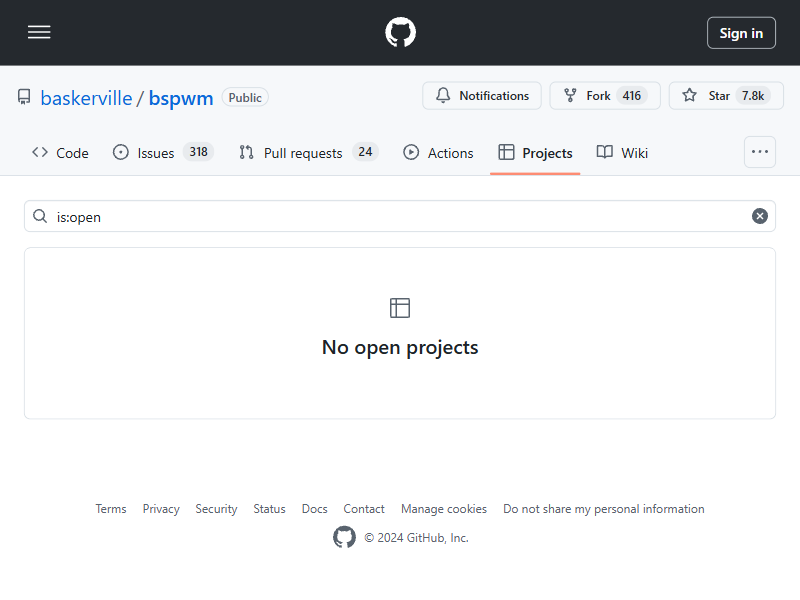 Sign in
baskerville / bspwm Public
Notifications Fork 416 Star 7.8k
Code Issues 318 Pull requests 24 Actions Projects Wiki
is:open
No open projects
Terms Privacy Security Status Docs Contact Manage cookies Do not share my personal information
© 2024 GitHub, Inc.